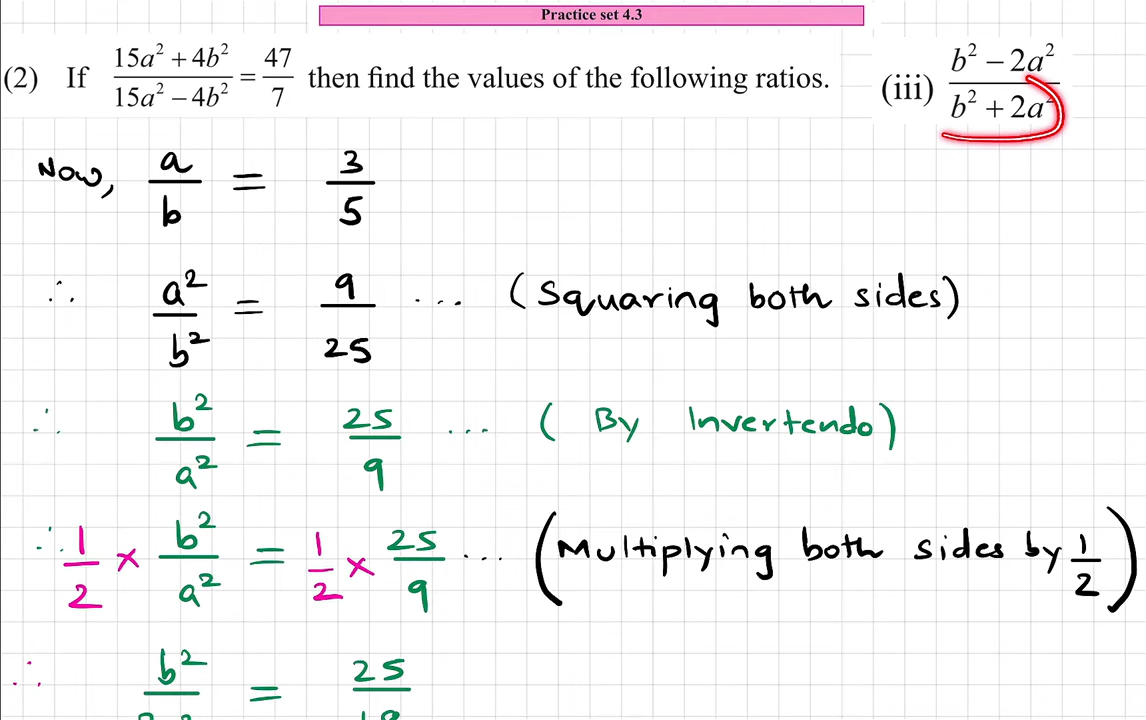 Practice set 4.3
(2) If (15a² + 4b²)/(15a² − 4b²) = 47/7 then find the values of the following ratios. (iii) (b² − 2a²)/(b² + 2a²)
Now, a/b = 3/5
∴ a²/b² = 9/25 ... (Squaring both sides)
∴ b²/a² = 25/9 ... (By Invertendo)
∴ 1/2 × b²/a² = 1/2 × 25/9 ... (Multiplying both sides by 1/2)
∴ b² = 25